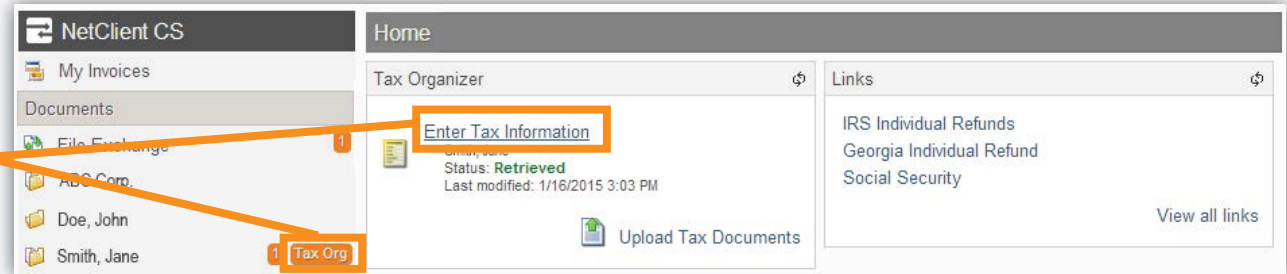 NetClient CS
My Invoices
Documents
File Exchange 1
ABC Corp.
Doe, John
Smith, Jane 1 Tax Org
Home
Tax Organizer
Enter Tax Information
Smith, Jane
Status: Retrieved
Last modified: 1/16/2015 3:03 PM
Upload Tax Documents
Links
IRS Individual Refunds
Georgia Individual Refund
Social Security
View all links